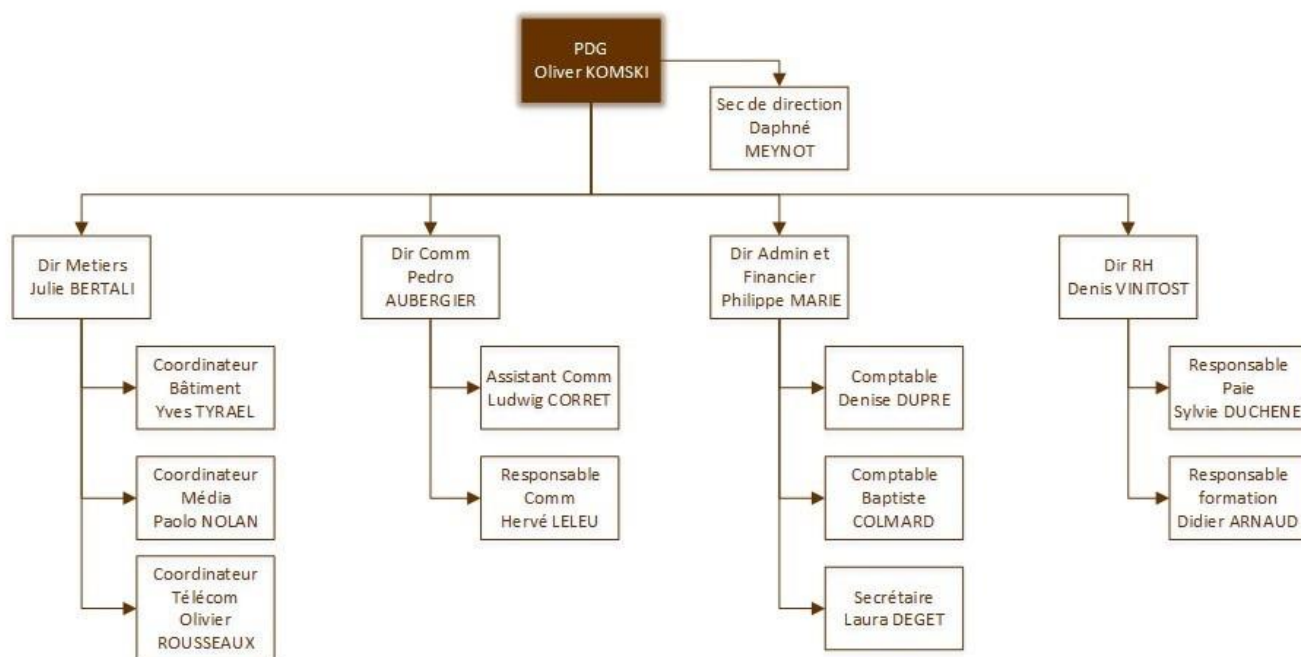 PDG
Oliver KOMSKI
Sec de direction
Daphné
MEYNOT
Dir Metiers
Julie BERTALI
Dir Comm
Pedro
AUBERGIER
Dir Admin et
Financier
Philippe MARIE
Dir RH
Denis VINITOST
Coordinateur
Bâtiment
Yves TYRAEL
Assistant Comm
Ludwig CORRET
Comptable
Denise DUPRE
Responsable
Paie
Sylvie DUCHENE
Coordinateur
Média
Paolo NOLAN
Responsable
Comm
Hervé LELEU
Comptable
Baptiste
COLMARD
Responsable
formation
Didier ARNAUD
Coordinateur
Télécom
Olivier
ROUSSEAUX
Secrétaire
Laura DEGET